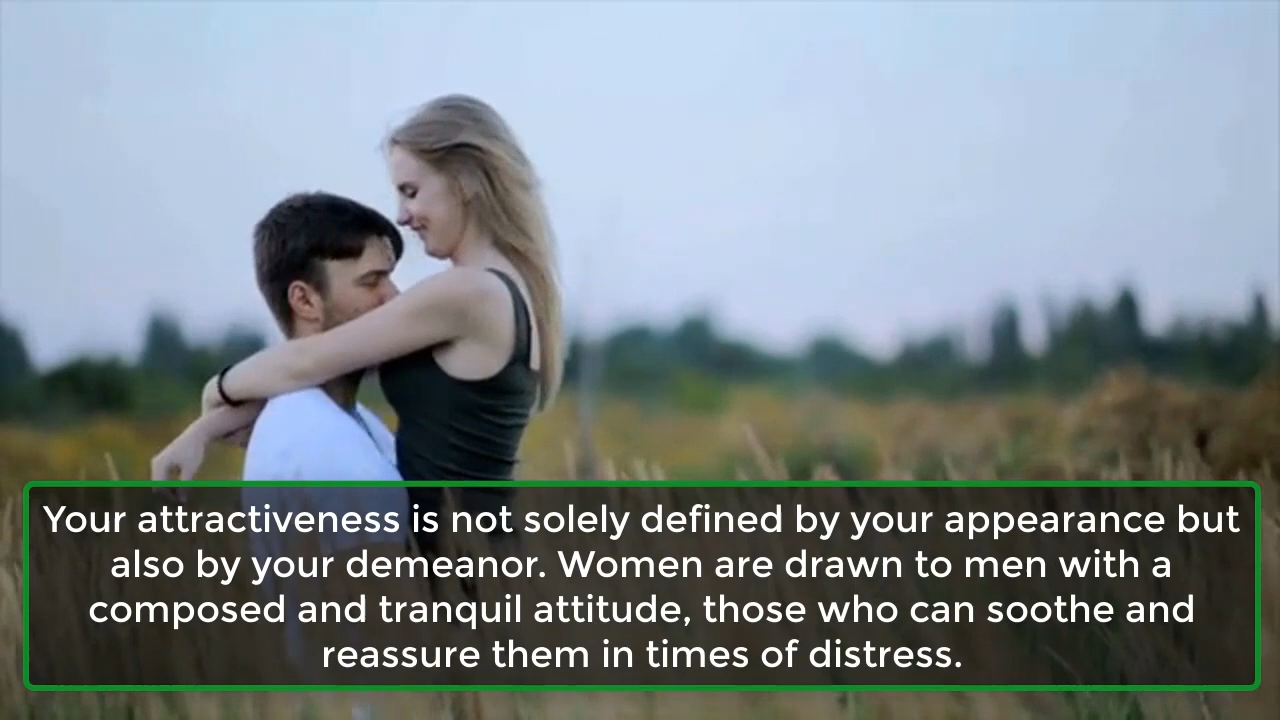 Your attractiveness is not solely defined by your appearance but
also by your demeanor. Women are drawn to men with a
composed and tranquil attitude, those who can soothe and
reassure them in times of distress.